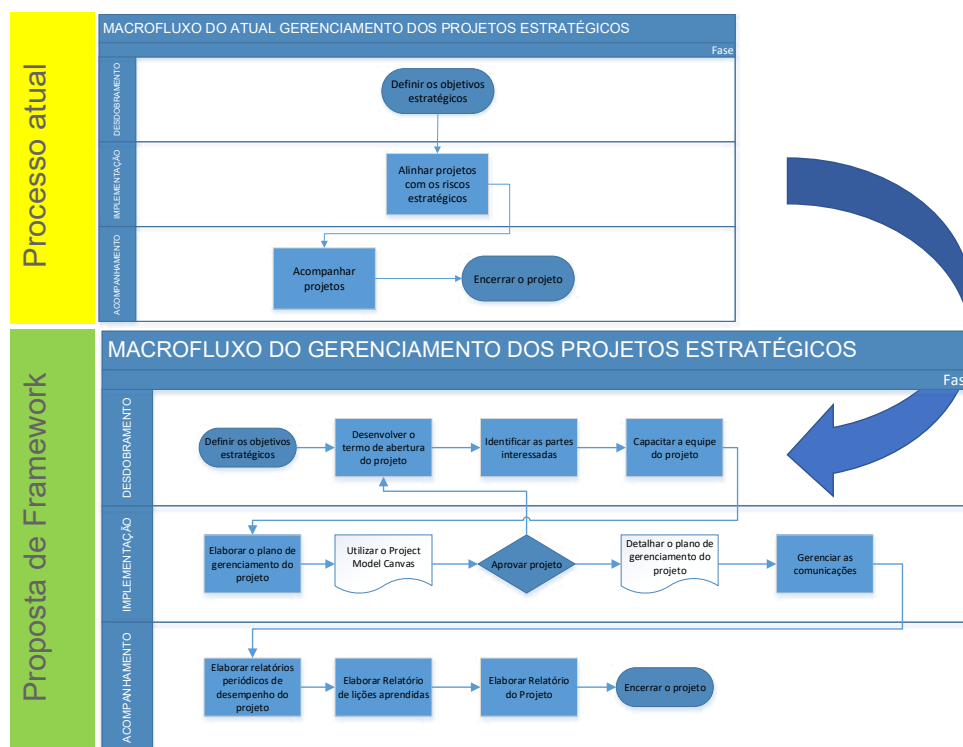 Processo atual
MACROFLUXO DO ATUAL GERENCIAMENTO DOS PROJETOS ESTRATÉGICOS
Fase
DESDOBRAMENTO
Definir os objetivos
estratégicos
IMPLEMENTAÇÃO
Alinhar projetos
com os riscos
estratégicos
ACOMPANHAMENTO
Acompanhar
projetos
Encerrar o projeto
Proposta de Framework
MACROFLUXO DO GERENCIAMENTO DOS PROJETOS ESTRATÉGICOS
Fas
DESDOBRAMENTO
Definir os objetivos
estratégicos
Desenvolver o
termo de abertura
do projeto
Identificar as partes
interessadas
Capacitar a equipe
do projeto
IMPLEMENTAÇÃO
Elaborar o plano de
gerenciamento do
projeto
Utilizar o Project
Model Canvas
Aprovar projeto
Detalhar o plano de
gerenciamento do
projeto
Gerenciar as
comunicações
ACOMPANHAMENTO
Elaborar relatórios
periódicos de
desempenho do
projeto
Elaborar Relatório
de lições aprendidas
Elaborar Relatório
do Projeto
Encerrar o projeto